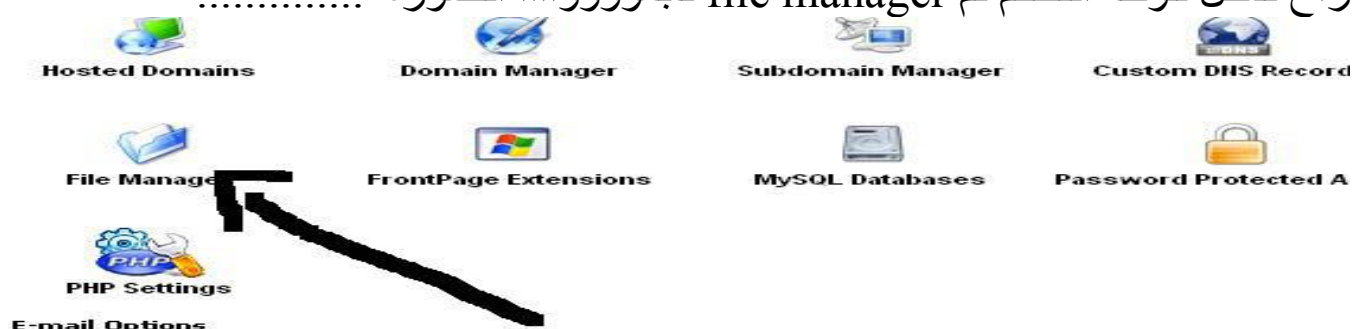 file manager
Hosted Domains Domain Manager Subdomain Manager Custom DNS Record
File Manage FrontPage Extensions MySQL Databases Password Protected A
PHP
PHP Settings
E-mail Options